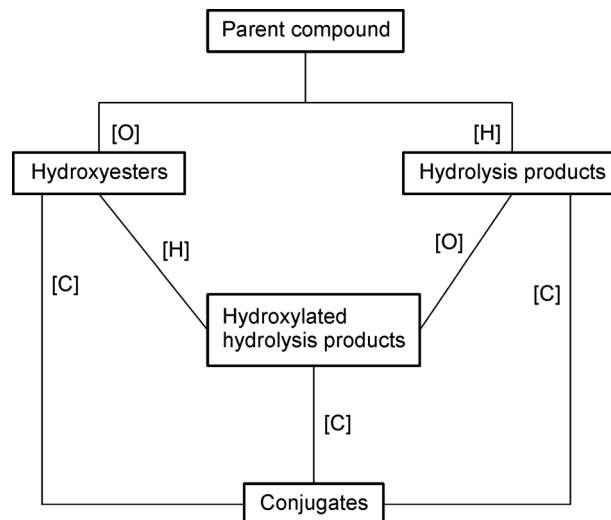 Parent compound
[O]
[H]
Hydroxyesters
Hydrolysis products
[H]
[O]
[C]
[C]
Hydroxylated
hydrolysis products
[C]
Conjugates